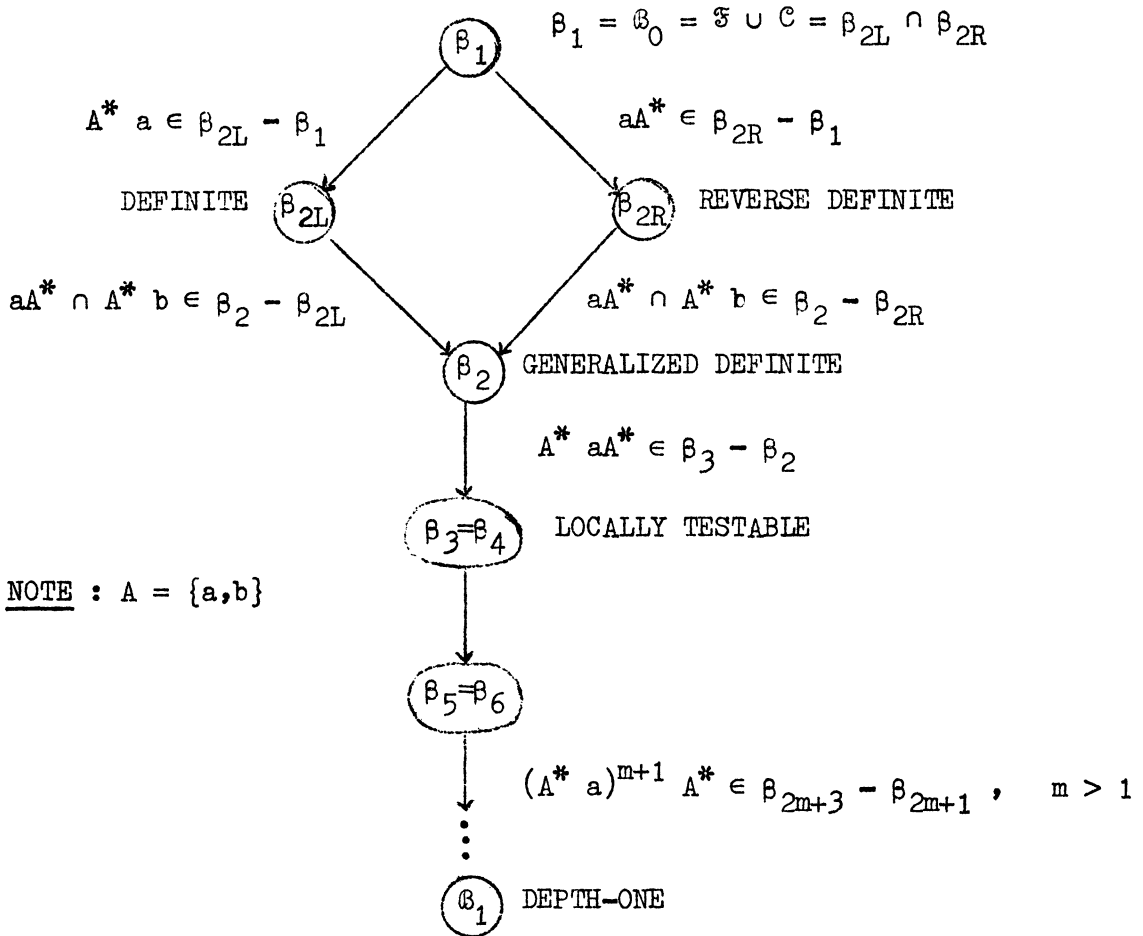 β₁ = 𝓑₀ = 𝓕 ∪ 𝓒 = β₂L ∩ β₂R
β₁
A* a ∈ β₂L − β₁
aA* ∈ β₂R − β₁
DEFINITE
β₂L
β₂R
REVERSE DEFINITE
aA* ∩ A* b ∈ β₂ − β₂L
aA* ∩ A* b ∈ β₂ − β₂R
β₂
GENERALIZED DEFINITE
A* aA* ∈ β₃ − β₂
β₃=β₄
LOCALLY TESTABLE
NOTE : A = {a,b}
β₅=β₆
(A* a)ᵐ⁺¹ A* ∈ β₂ₘ₊₃ − β₂ₘ₊₁ , m > 1
𝓑₁
DEPTH-ONE